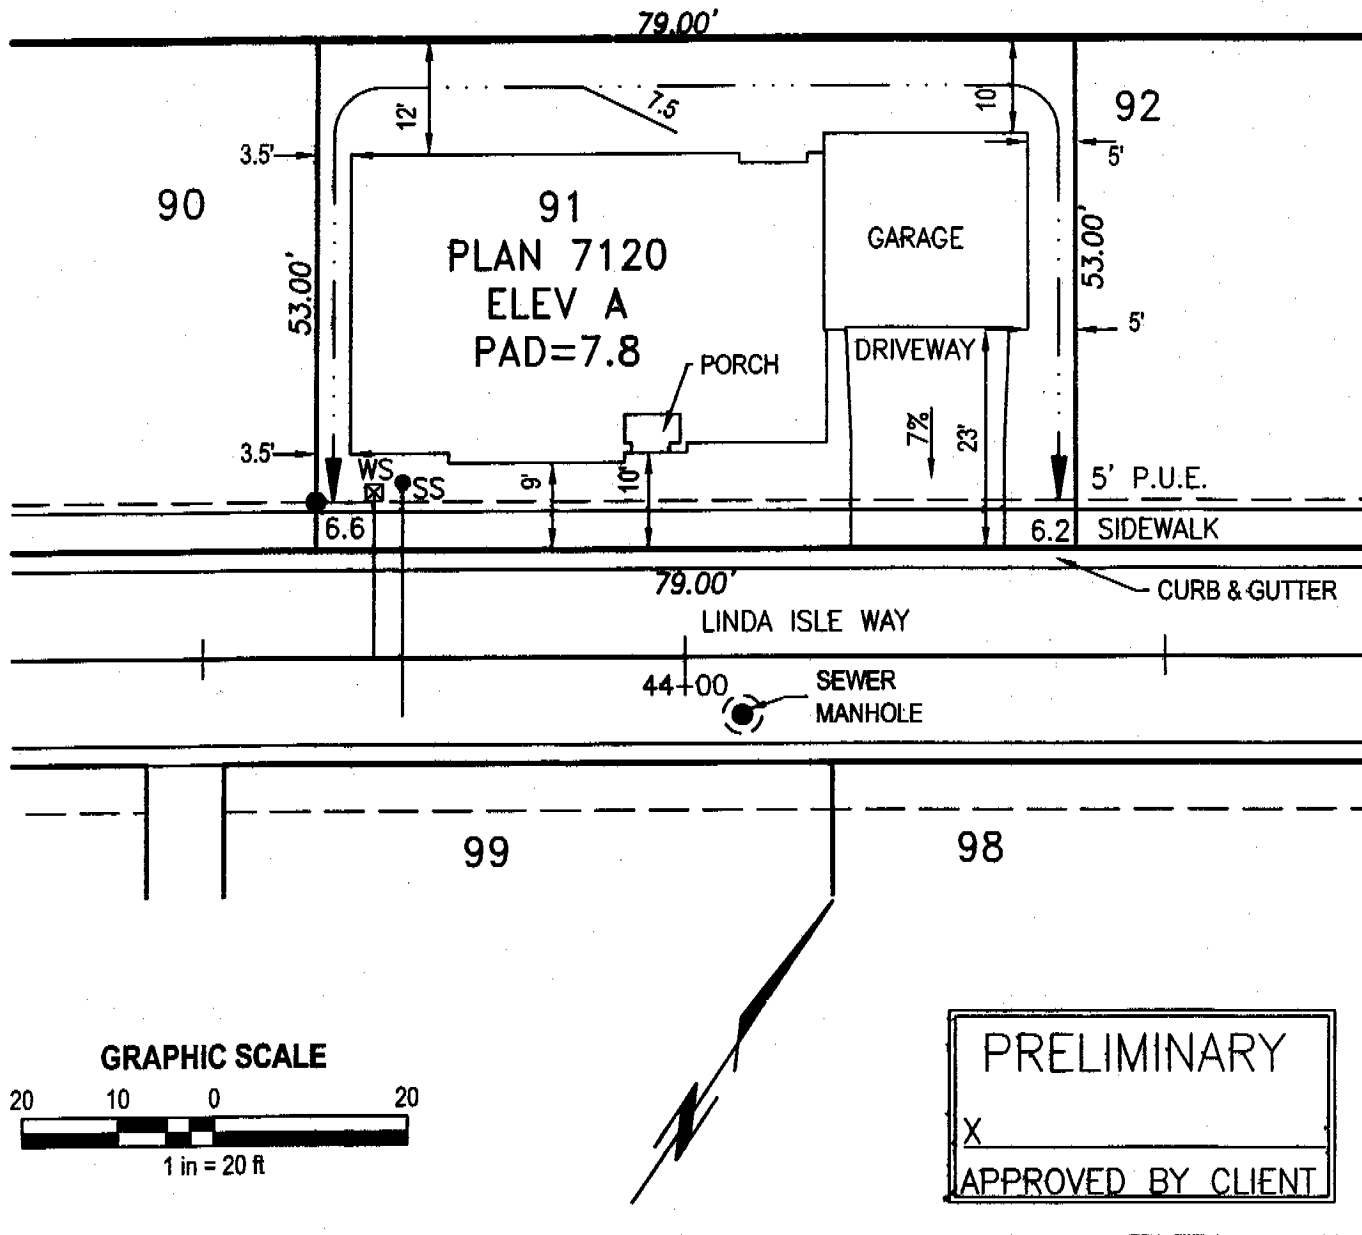 79.00'
12'
7.5
10'
92
3.5'
5'
90
91
PLAN 7120
ELEV A
PAD=7.8
GARAGE
53.00'
53.00'
5'
DRIVEWAY
PORCH
7%
23'
3.5'
WS
SS
9'
10'
5' P.U.E.
6.6
6.2
SIDEWALK
79.00'
CURB & GUTTER
LINDA ISLE WAY
44+00
SEWER
MANHOLE
99
98
GRAPHIC SCALE
20 10 0 20
1 in = 20 ft
PRELIMINARY
X
APPROVED BY CLIENT